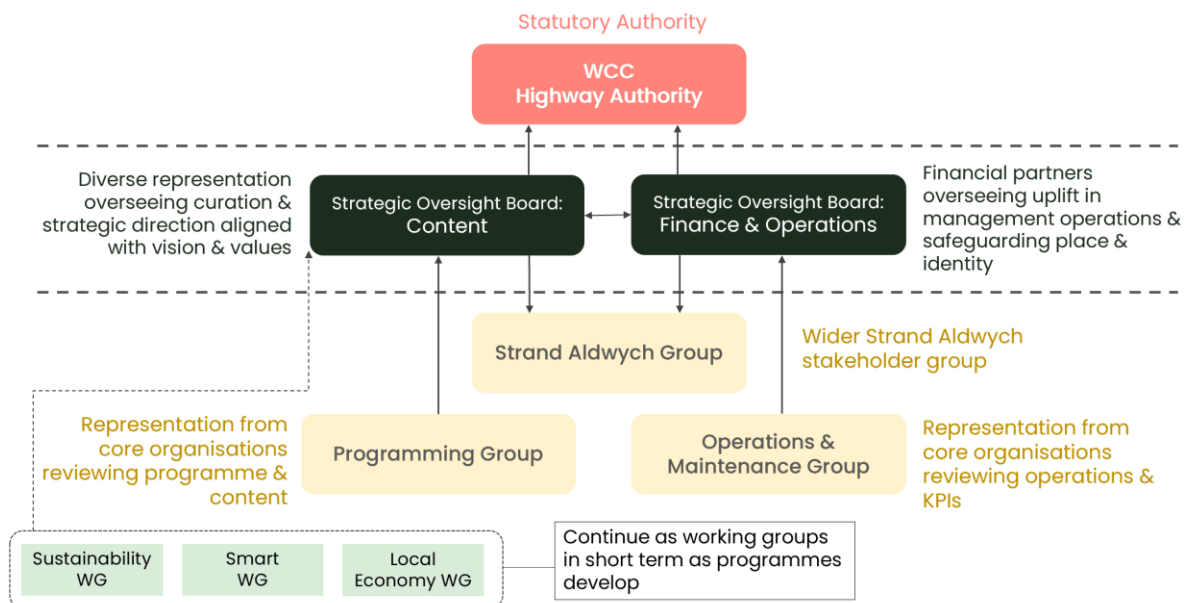 Statutory Authority
WCC
Highway Authority
Diverse representation
overseeing curation &
strategic direction aligned
with vision & values
Strategic Oversight Board:
Content
Strategic Oversight Board:
Finance & Operations
Financial partners
overseeing uplift in
management operations &
safeguarding place &
identity
Strand Aldwych Group
Wider Strand Aldwych
stakeholder group
Representation from
core organisations
reviewing programme &
content
Programming Group
Operations &
Maintenance Group
Representation from
core organisations
reviewing operations &
KPIs
Sustainability
WG
Smart
WG
Local
Economy WG
Continue as working groups
in short term as programmes
develop